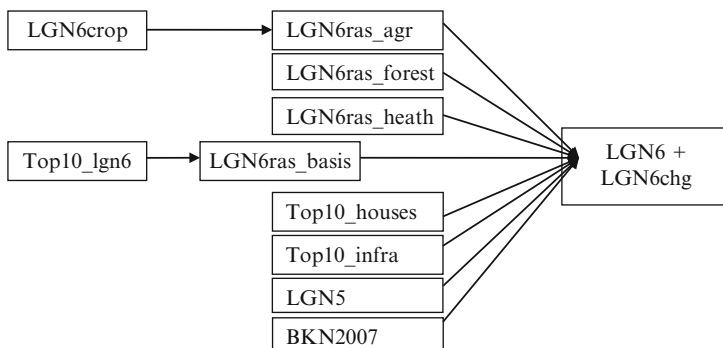 LGN6crop
LGN6ras_agr
LGN6ras_forest
LGN6ras_heath
LGN6 +
LGN6chg
Top10_lgn6
LGN6ras_basis
Top10_houses
Top10_infra
LGN5
BKN2007